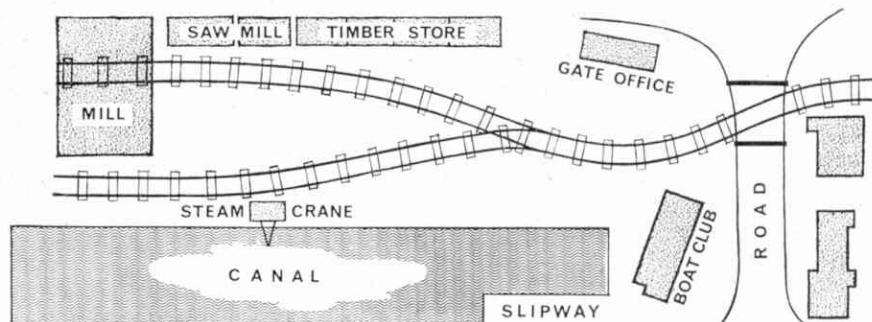 SAW MILL
TIMBER STORE
GATE OFFICE
MILL
STEAM CRANE
CANAL
SLIPWAY
BOAT CLUB
ROAD